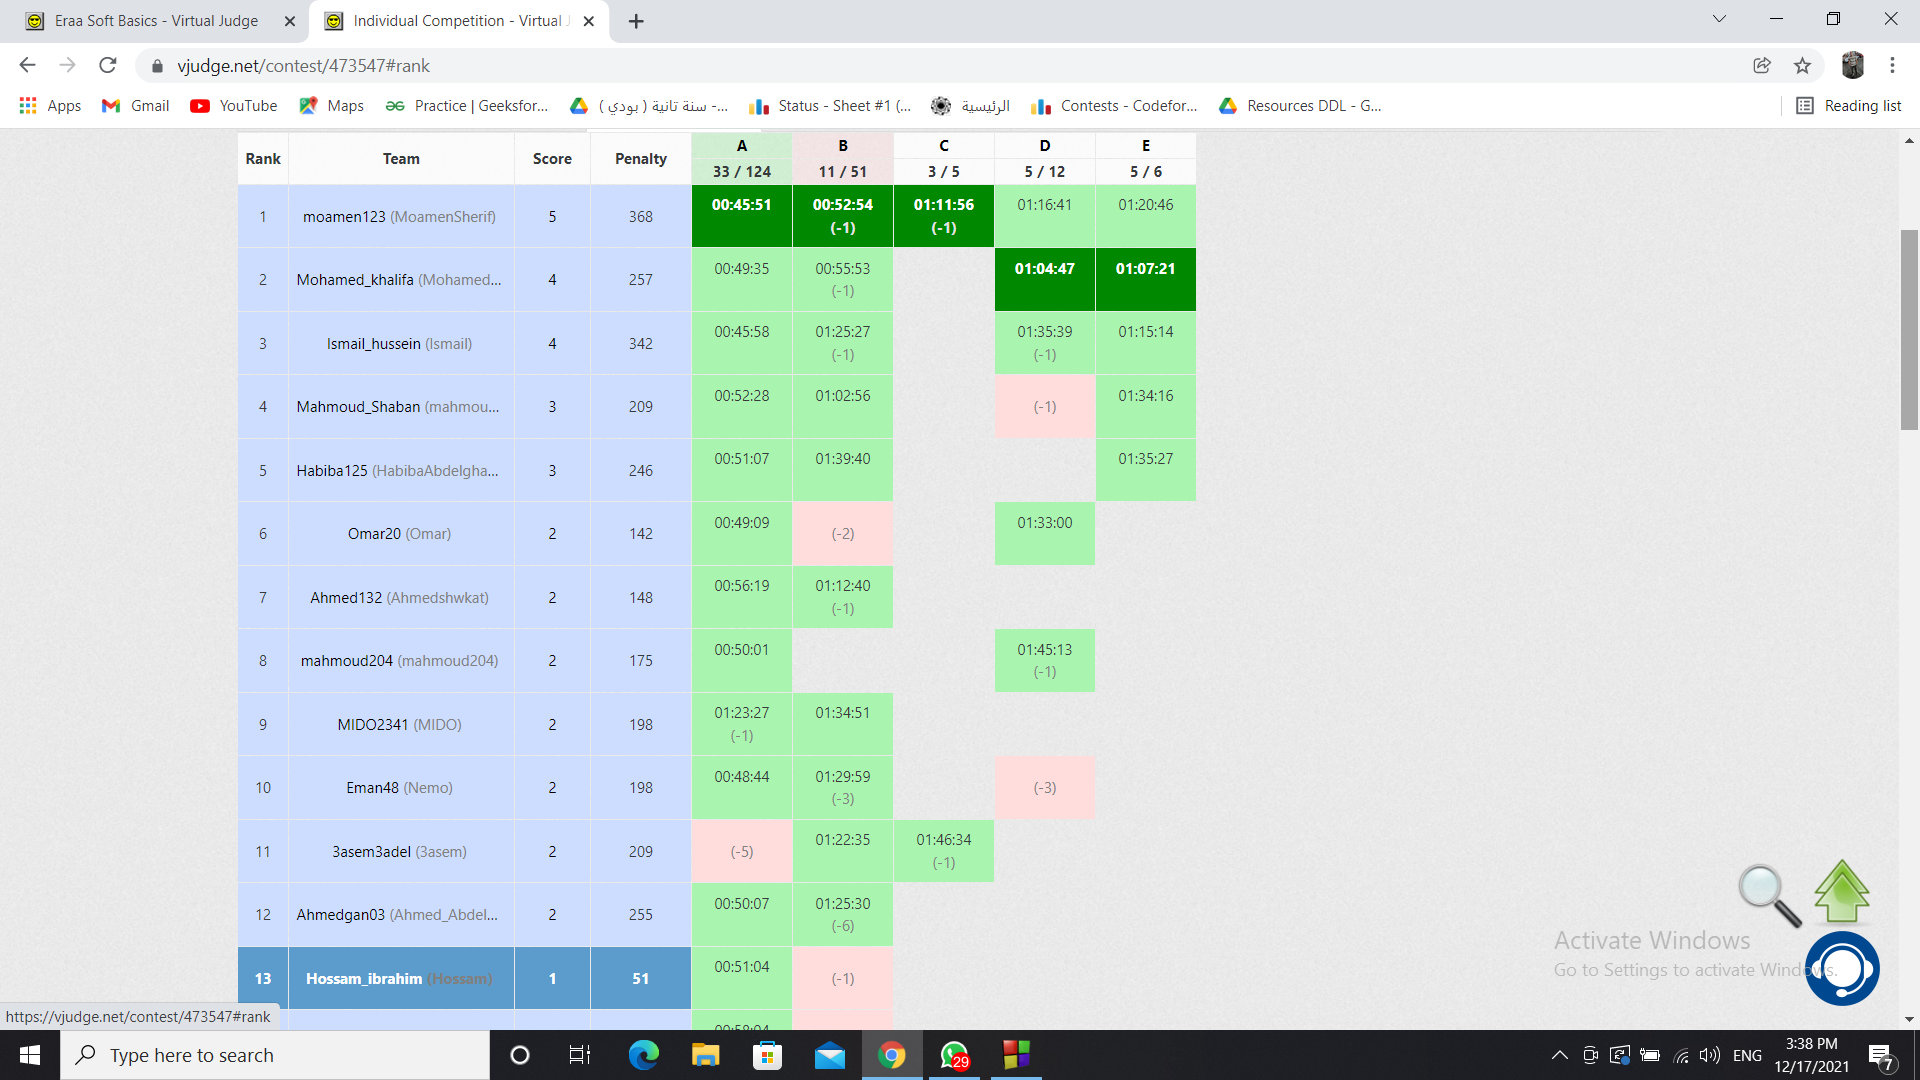 Eraa Soft Basics - Virtual Judge
Individual Competition - Virtual J
vjudge.net/contest/473547#rank
Apps Gmail YouTube Maps Practice | Geeksfor... سنة تانية ( بودي ) -... Status - Sheet #1 (... الرئيسية Contests - Codefor... Resources DDL - G... Reading list
Rank Team Score Penalty A B C D E
33 / 124 11 / 51 3 / 5 5 / 12 5 / 6
1 moamen123 (MoamenSherif) 5 368 00:45:51 00:52:54 01:11:56 01:16:41 01:20:46
(-1) (-1)
2 Mohamed_khalifa (Mohamed... 4 257 00:49:35 00:55:53 01:04:47 01:07:21
(-1)
3 Ismail_hussein (Ismail) 4 342 00:45:58 01:25:27 01:35:39 01:15:14
(-1) (-1)
4 Mahmoud_Shaban (mahmou... 3 209 00:52:28 01:02:56 (-1) 01:34:16
5 Habiba125 (HabibaAbdelgha... 3 246 00:51:07 01:39:40 01:35:27
6 Omar20 (Omar) 2 142 00:49:09 (-2) 01:33:00
7 Ahmed132 (Ahmedshwkat) 2 148 00:56:19 01:12:40
(-1)
8 mahmoud204 (mahmoud204) 2 175 00:50:01 01:45:13
(-1)
9 MIDO2341 (MIDO) 2 198 01:23:27 01:34:51
(-1)
10 Eman48 (Nemo) 2 198 00:48:44 01:29:59 (-3)
(-3)
11 3asem3adel (3asem) 2 209 (-5) 01:22:35 01:46:34
(-1)
12 Ahmedgan03 (Ahmed_Abdel... 2 255 00:50:07 01:25:30
(-6)
13 Hossam_ibrahim (Hossam) 1 51 00:51:04 (-1)
00:58:04
Activate Windows
Go to Settings to activate Windows.
https://vjudge.net/contest/473547#rank
Type here to search
29
ENG
3:38 PM
12/17/2021
7